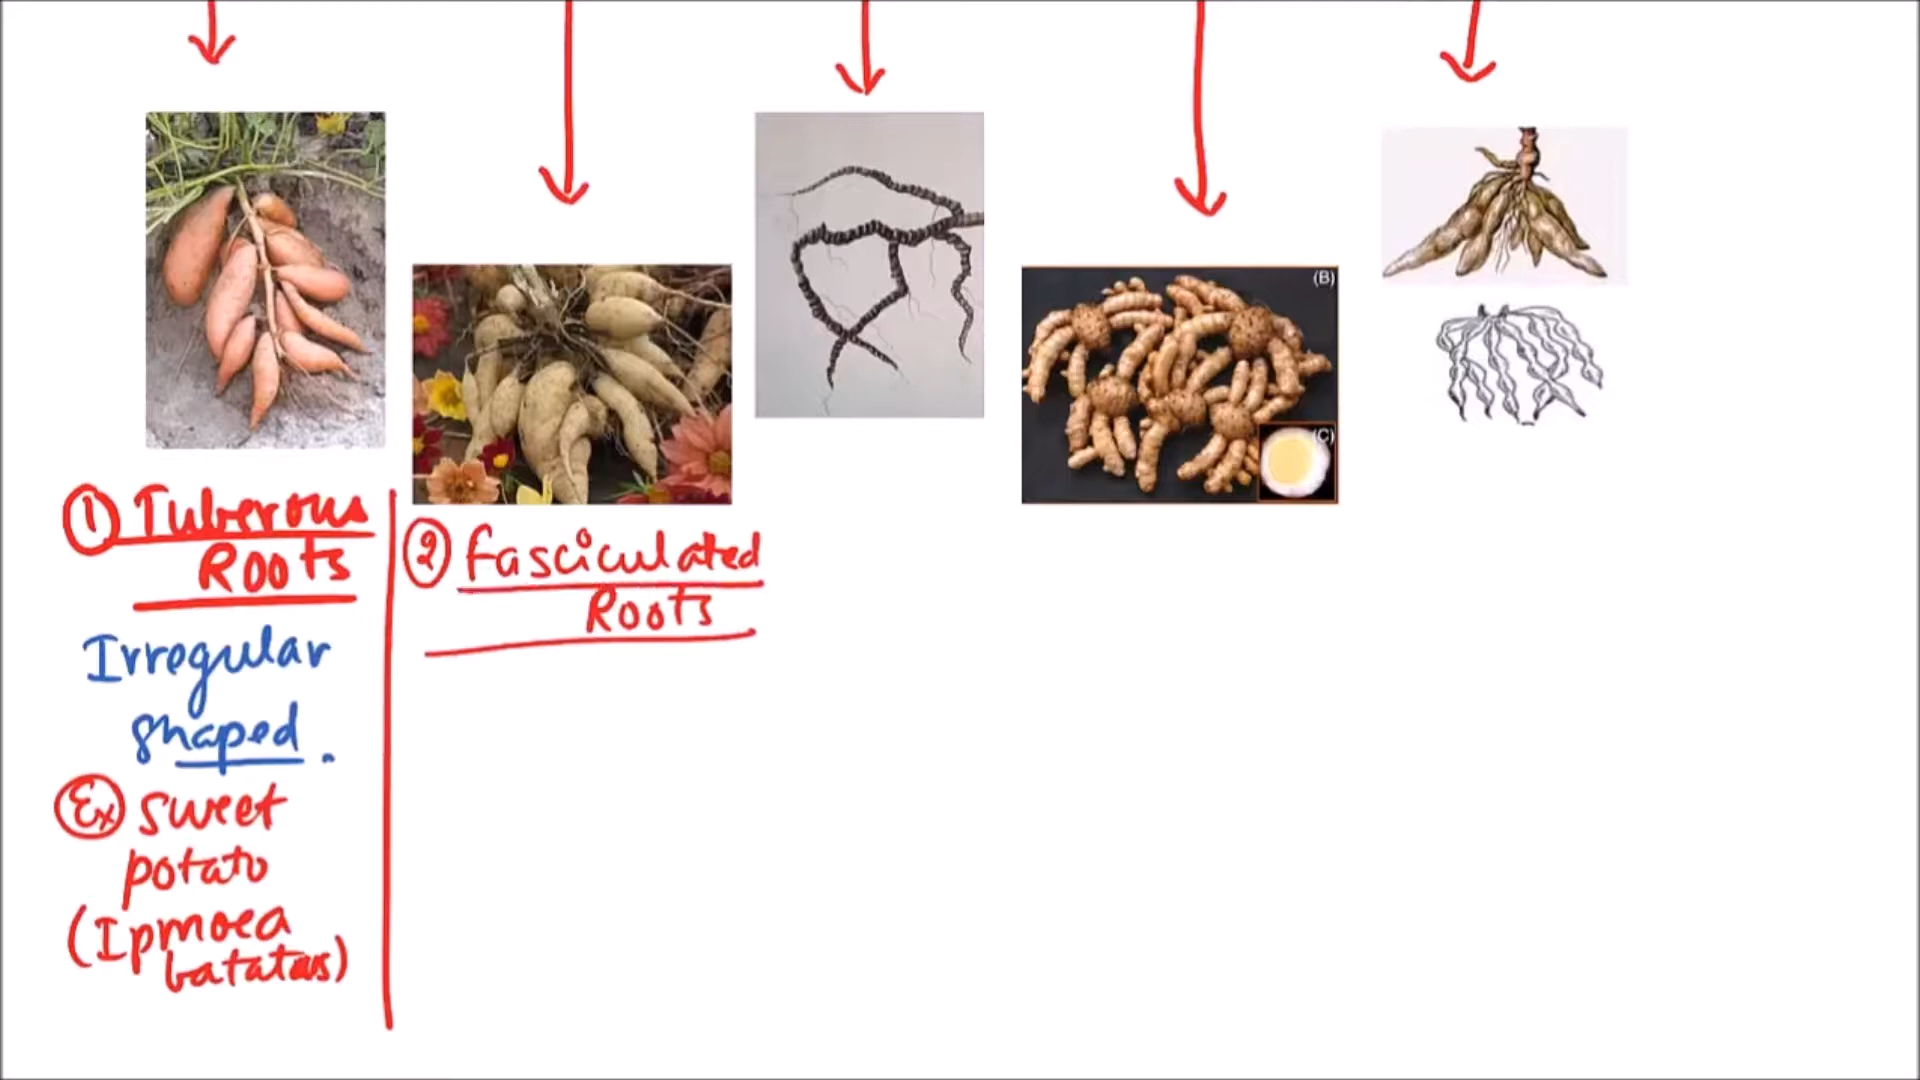 (B)
(C)
① Tuberous
Roots
Irregular
shaped.
Ex sweet
potato
(Ipmoea
batatas)
② fasciculated
Roots